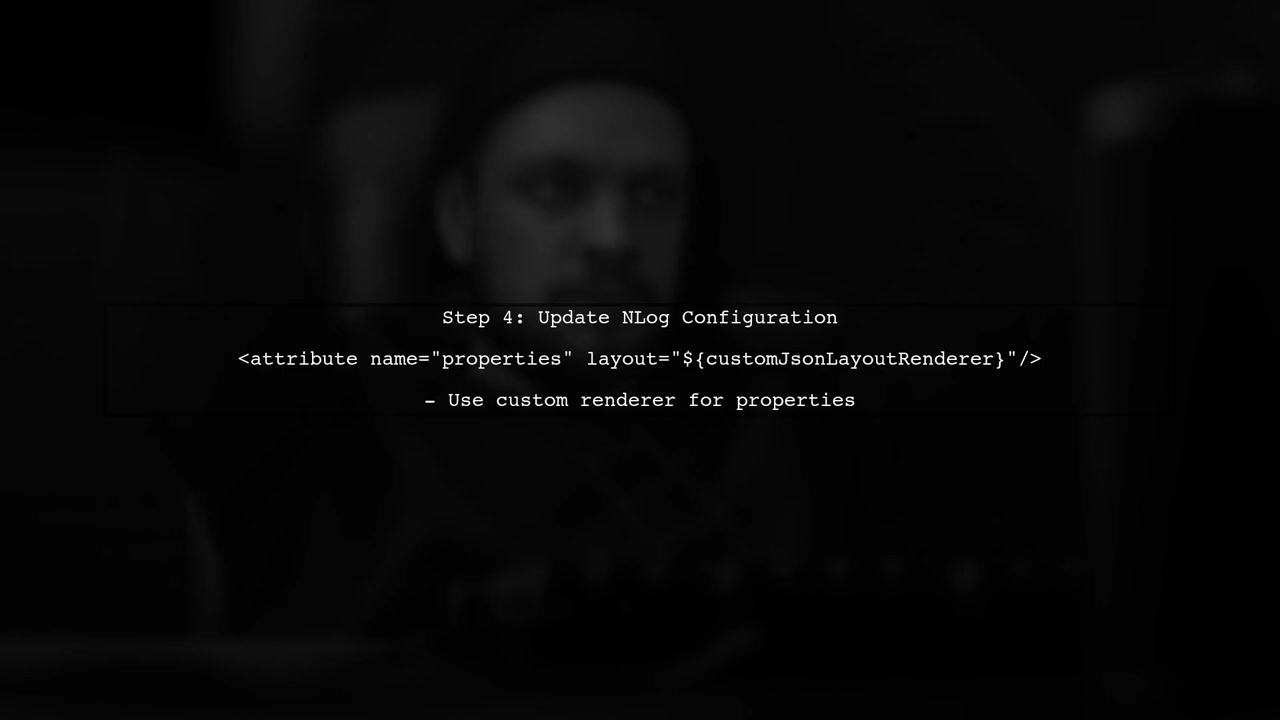 Step 4: Update NLog Configuration
<attribute name="properties" layout="${customJsonLayoutRenderer}"/>
– Use custom renderer for properties